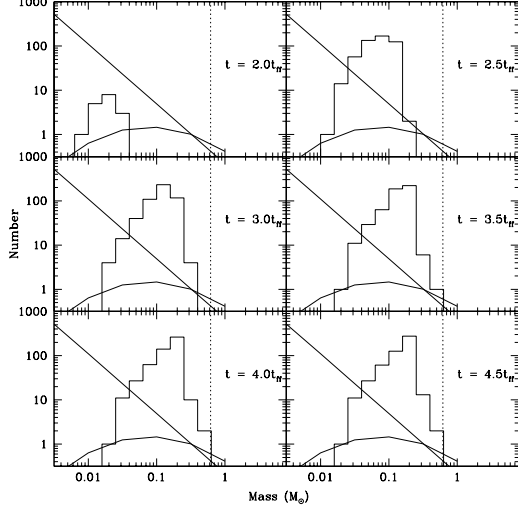 1000
100
10
1
t = 2.0t_ff
t = 2.5t_ff
1000
100
10
1
t = 3.0t_ff
t = 3.5t_ff
Number
1000
100
10
1
t = 4.0t_ff
t = 4.5t_ff
0.01 0.1 1 0.01 0.1 1
Mass (M⊙)